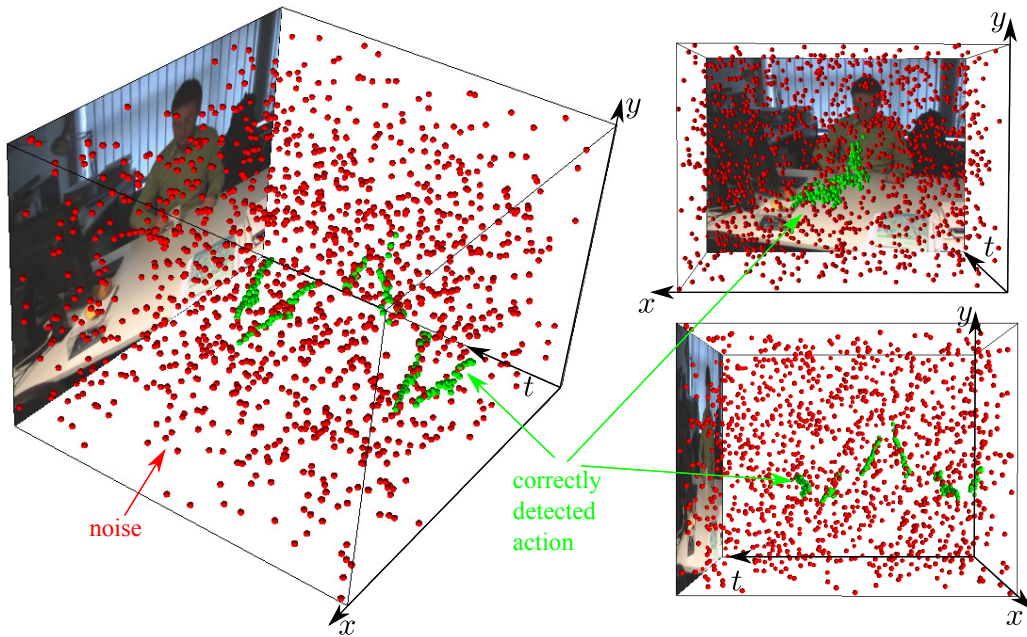 y
t
x
noise
correctly
detected
action
y
x
t
y
t
x